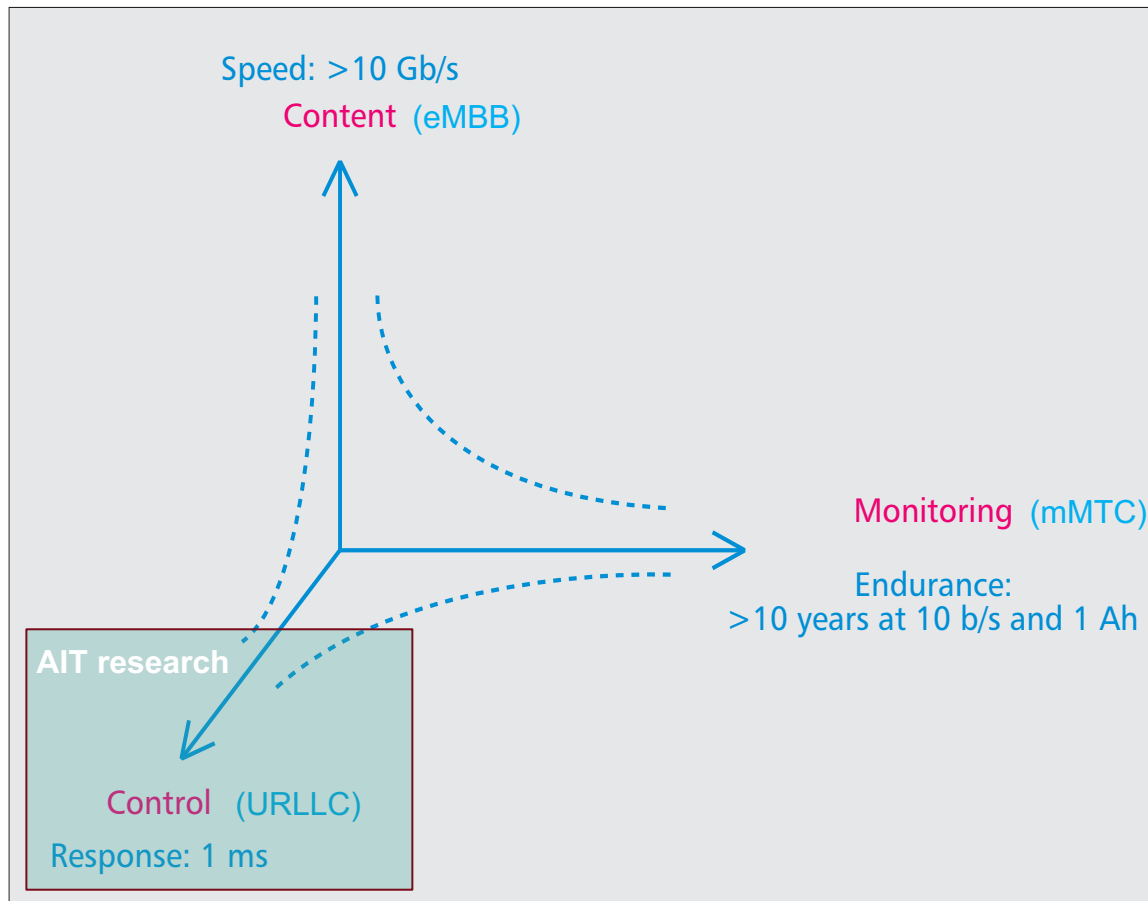 Speed: >10 Gb/s
Content (eMBB)
Monitoring (mMTC)
Endurance:
>10 years at 10 b/s and 1 Ah
AIT research
Control (URLLC)
Response: 1 ms